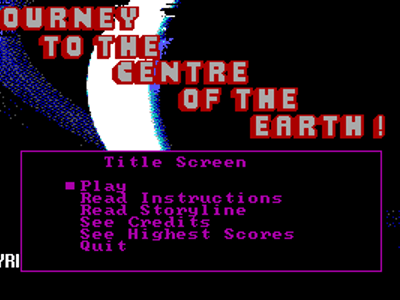 OURNEY
TO THE
CENTRE
OF THE
EARTH!
Title Screen
Play
Read Instructions
Read Storyline
See Credits
See Highest Scores
Quit
YRI